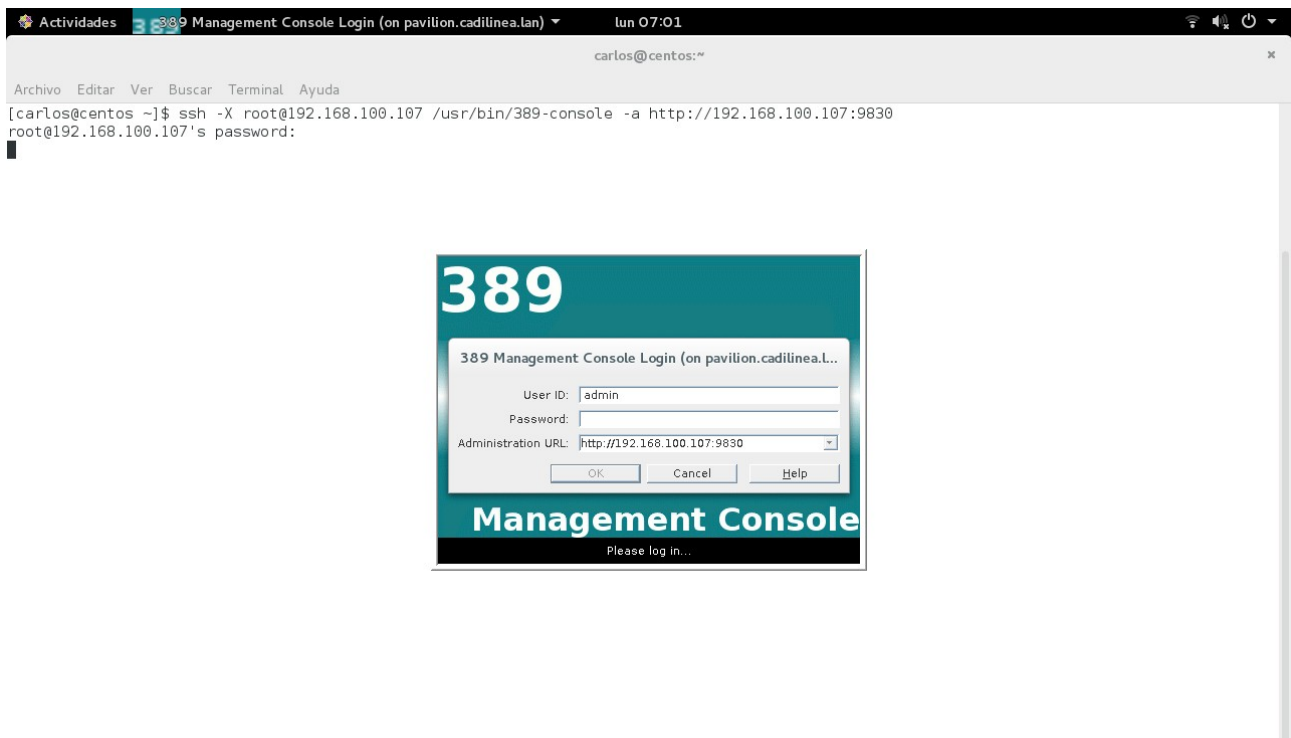 Actividades 389 Management Console Login (on pavilion.cadilinea.lan) lun 07:01
carlos@centos:~
Archivo Editar Ver Buscar Terminal Ayuda
[carlos@centos ~]$ ssh -X root@192.168.100.107 /usr/bin/389-console -a http://192.168.100.107:9830
root@192.168.100.107's password:
389
389 Management Console Login (on pavilion.cadilinea.l...
User ID: admin
Password:
Administration URL: http://192.168.100.107:9830
OK Cancel Help
Management Console
Please log in...